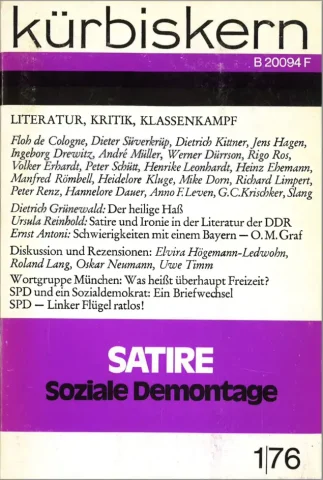 kürbiskern
B 20094 F
LITERATUR, KRITIK, KLASSENKAMPF
Floh de Cologne, Dieter Süverkrüp, Dietrich Kittner, Jens Hagen,
Ingeborg Drewitz, André Müller, Werner Dürrson, Rigo Ros,
Volker Erhardt, Peter Schütt, Henrike Leonhardt, Heinz Ehemann,
Manfred Römbell, Heidelore Kluge, Mike Dorn, Richard Limpert,
Peter Renz, Hannelore Dauer, Anno F. Leven, G.C. Krischker, Slang
Dietrich Grünewald: Der heilige Haß
Ursula Reinhold: Satire und Ironie in der Literatur der DDR
Ernst Antoni: Schwierigkeiten mit einem Bayern – O. M. Graf
Diskussion und Rezensionen: Elvira Högemann-Ledwohn,
Roland Lang, Oskar Neumann, Uwe Timm
Wortgruppe München: Was heißt überhaupt Freizeit?
SPD und ein Sozialdemokrat: Ein Briefwechsel
SPD – Linker Flügel ratlos!
SATIRE
Soziale Demontage
1|76